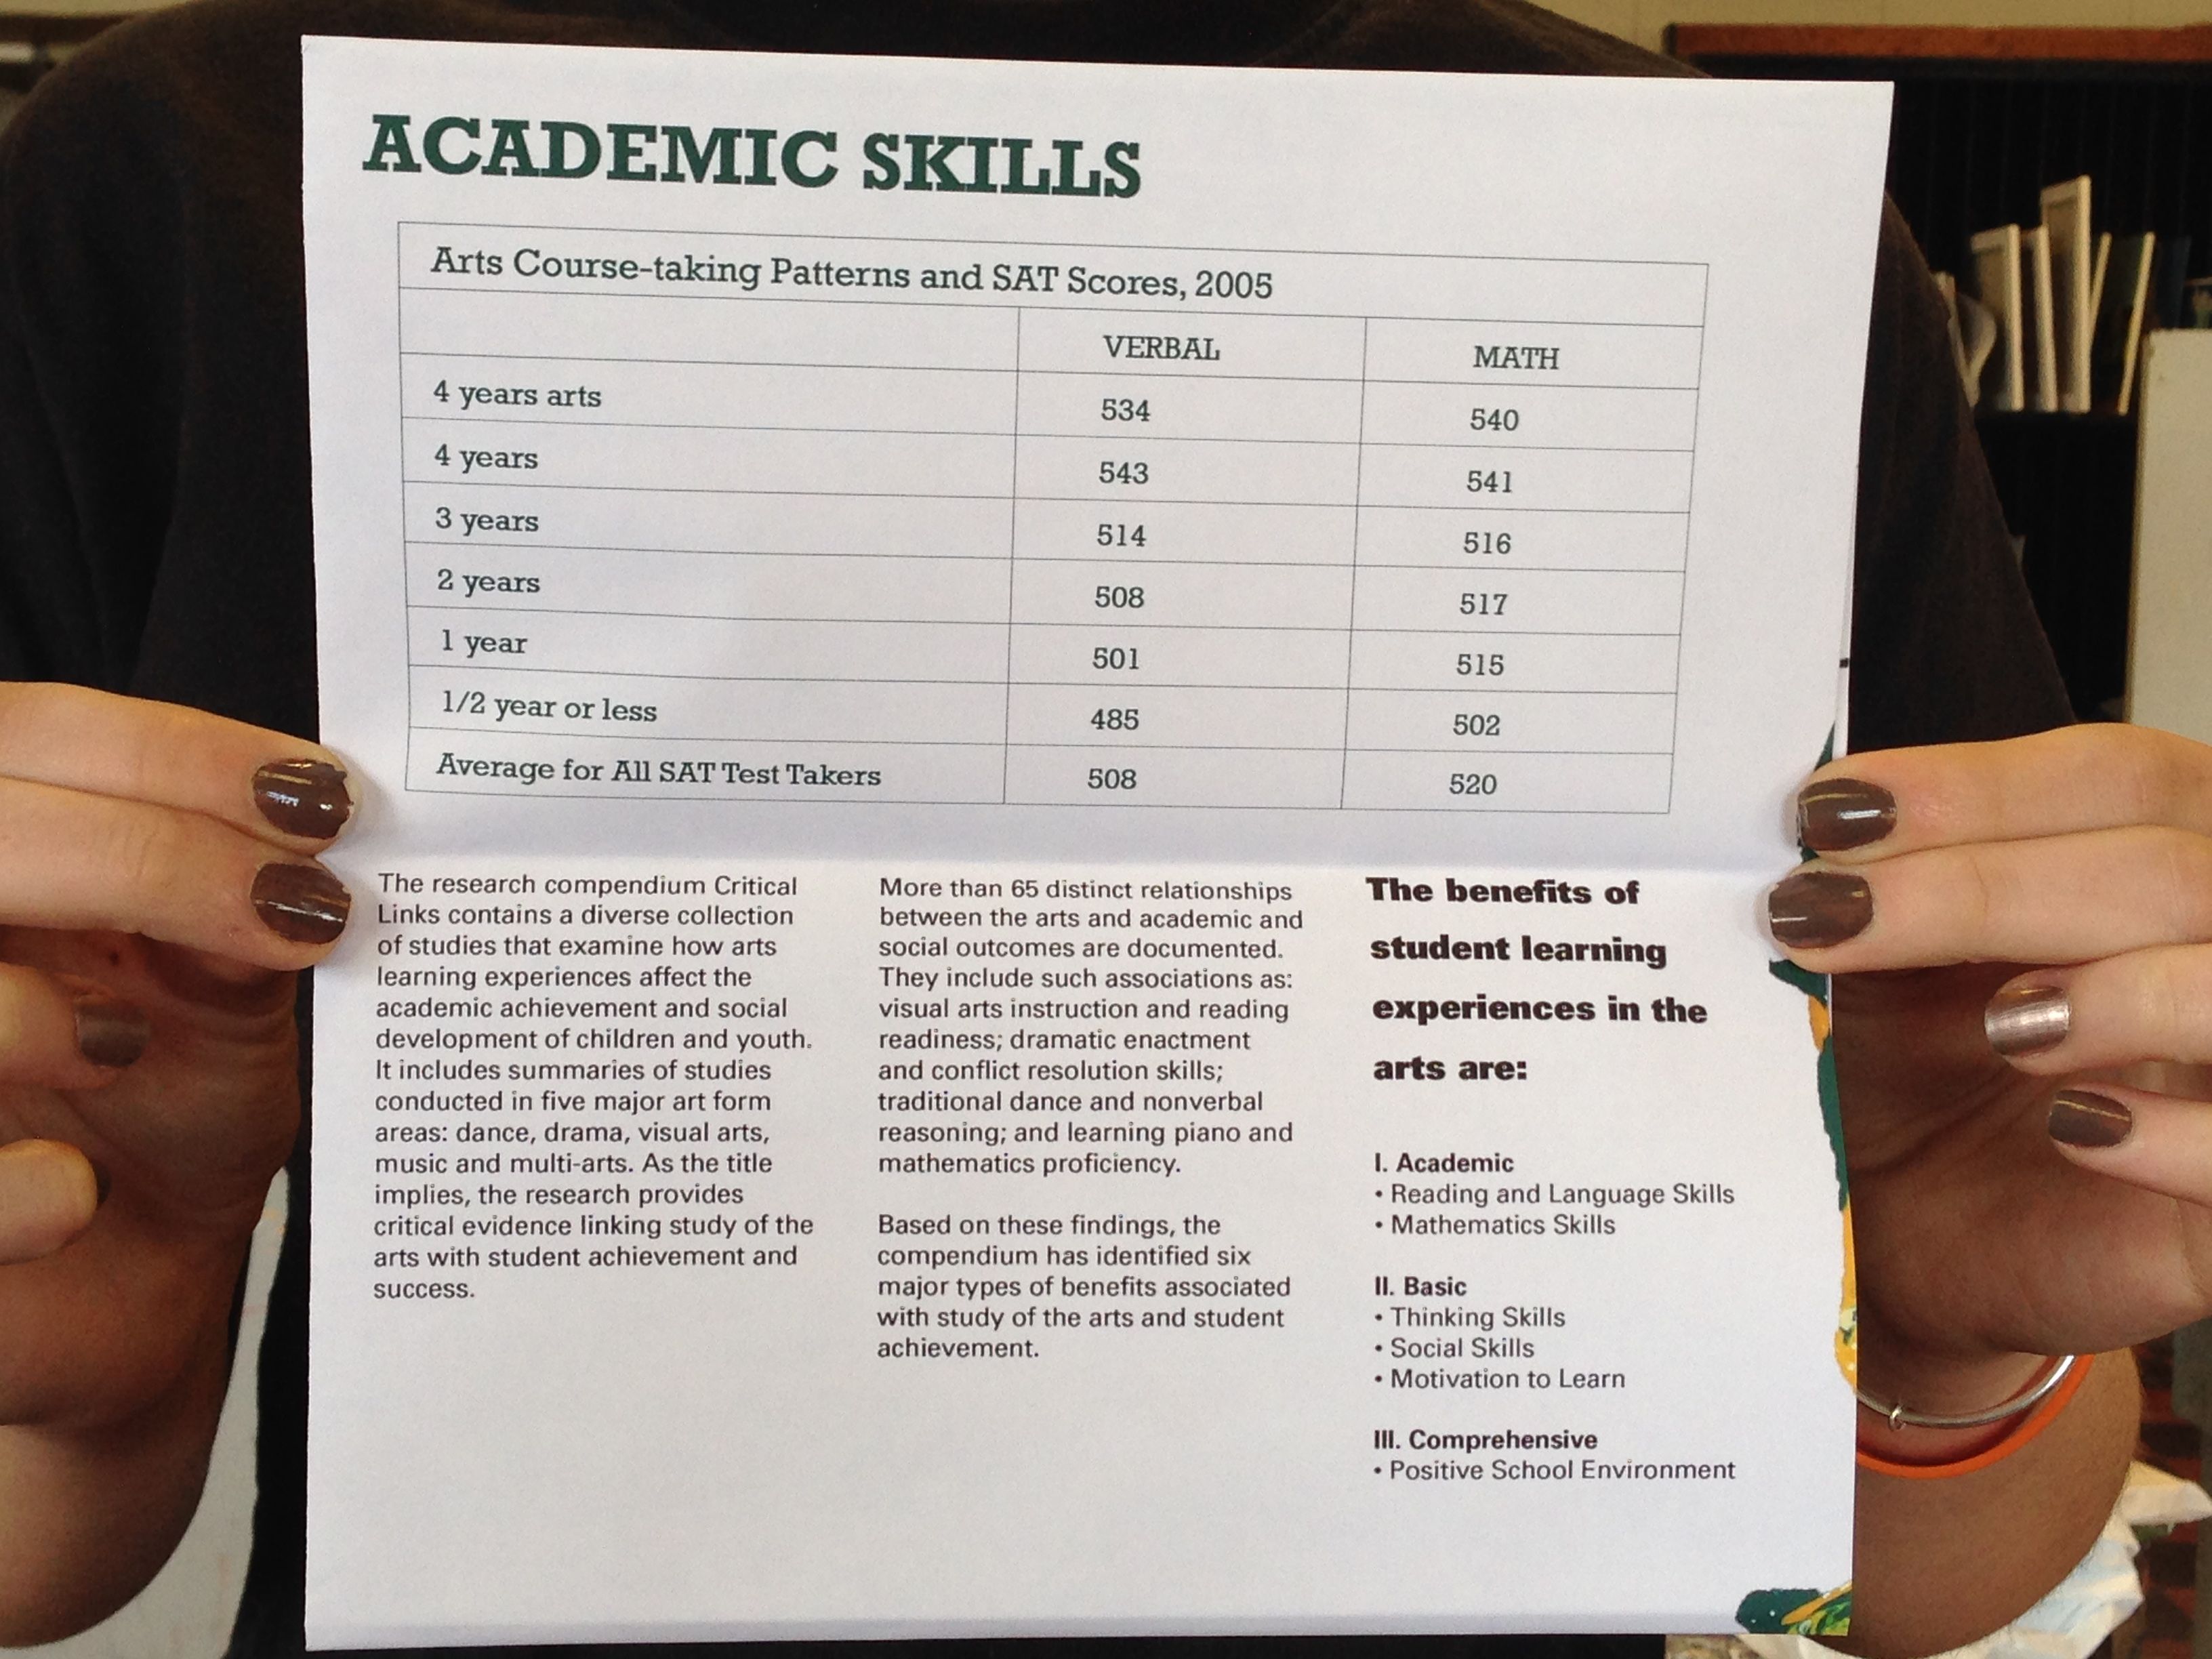 ACADEMIC SKILLS
Arts Course-taking Patterns and SAT Scores, 2005
VERBAL MATH
4 years arts 534 540
4 years 543 541
3 years 514 516
2 years 508 517
1 year 501 515
1/2 year or less 485 502
Average for All SAT Test Takers 508 520
The research compendium Critical
Links contains a diverse collection
of studies that examine how arts
learning experiences affect the
academic achievement and social
development of children and youth.
It includes summaries of studies
conducted in five major art form
areas: dance, drama, visual arts,
music and multi-arts. As the title
implies, the research provides
critical evidence linking study of the
arts with student achievement and
success.
More than 65 distinct relationships
between the arts and academic and
social outcomes are documented.
They include such associations as:
visual arts instruction and reading
readiness; dramatic enactment
and conflict resolution skills;
traditional dance and nonverbal
reasoning; and learning piano and
mathematics proficiency.
Based on these findings, the
compendium has identified six
major types of benefits associated
with study of the arts and student
achievement.
The benefits of
student learning
experiences in the
arts are:
I. Academic
• Reading and Language Skills
• Mathematics Skills
II. Basic
• Thinking Skills
• Social Skills
• Motivation to Learn
III. Comprehensive
• Positive School Environment